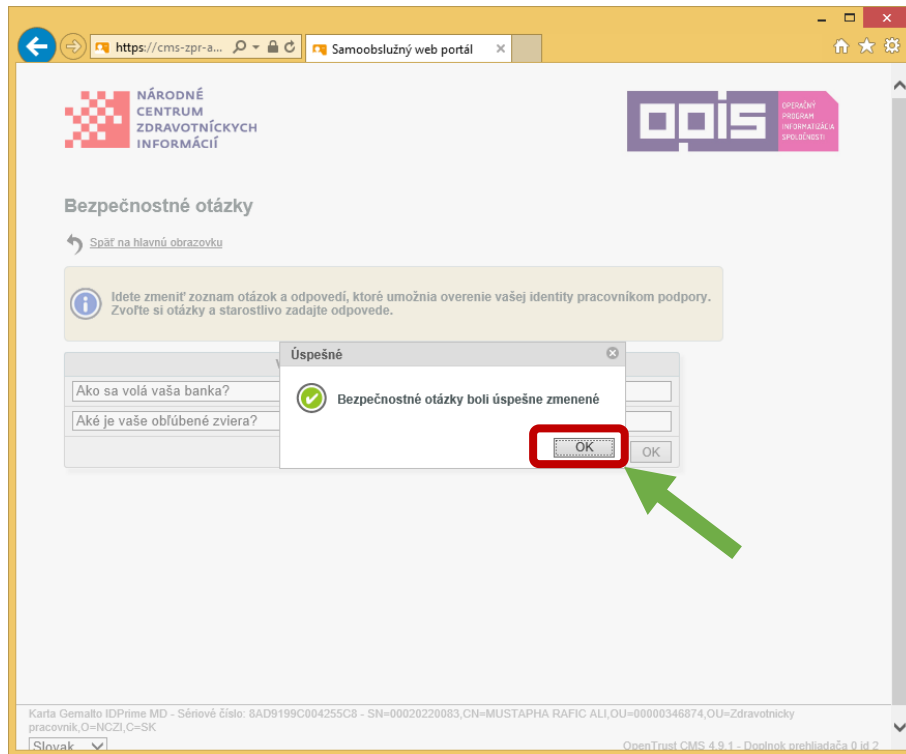 https://cms-zpr-a...
Samoobslužný web portál
NÁRODNÉ
CENTRUM
ZDRAVOTNÍCKYCH
INFORMÁCIÍ
opis
OPERAČNÝ
PROGRAM
INFORMATIZÁCIA
SPOLOČNOSTI
Bezpečnostné otázky
Späť na hlavnú obrazovku
Idete zmeniť zoznam otázok a odpovedí, ktoré umožnia overenie vašej identity pracovníkom podpory.
Zvoľte si otázky a starostlivo zadajte odpovede.
Úspešné
Ako sa volá vaša banka?
Bezpečnostné otázky boli úspešne zmenené
Aké je vaše obľúbené zviera?
OK
OK
Karta Gemalto IDPrime MD - Sériové číslo: 8AD9199C004255C8 - SN=00020220083,CN=MUSTAPHA RAFIC ALI,OU=00000346874,OU=Zdravotnicky
pracovnik,O=NCZI,C=SK
Slovak
OpenTrust CMS 4.9.1 - Doplnok prehliadača 0 id 2